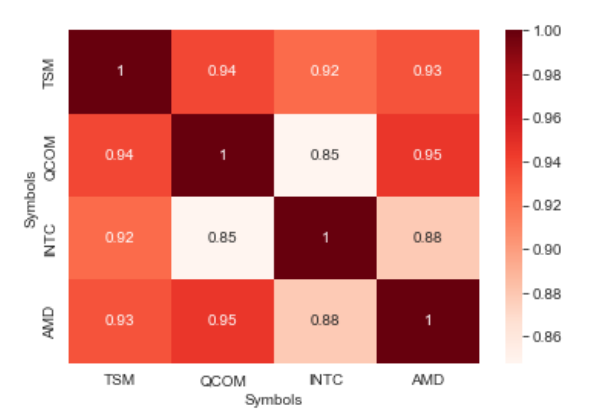 Symbols
TSM 1 0.94 0.92 0.93
QCOM 0.94 1 0.85 0.95
INTC 0.92 0.85 1 0.88
AMD 0.93 0.95 0.88 1
TSM QCOM INTC AMD
Symbols
1.00
0.98
0.96
0.94
0.92
0.90
0.88
0.86